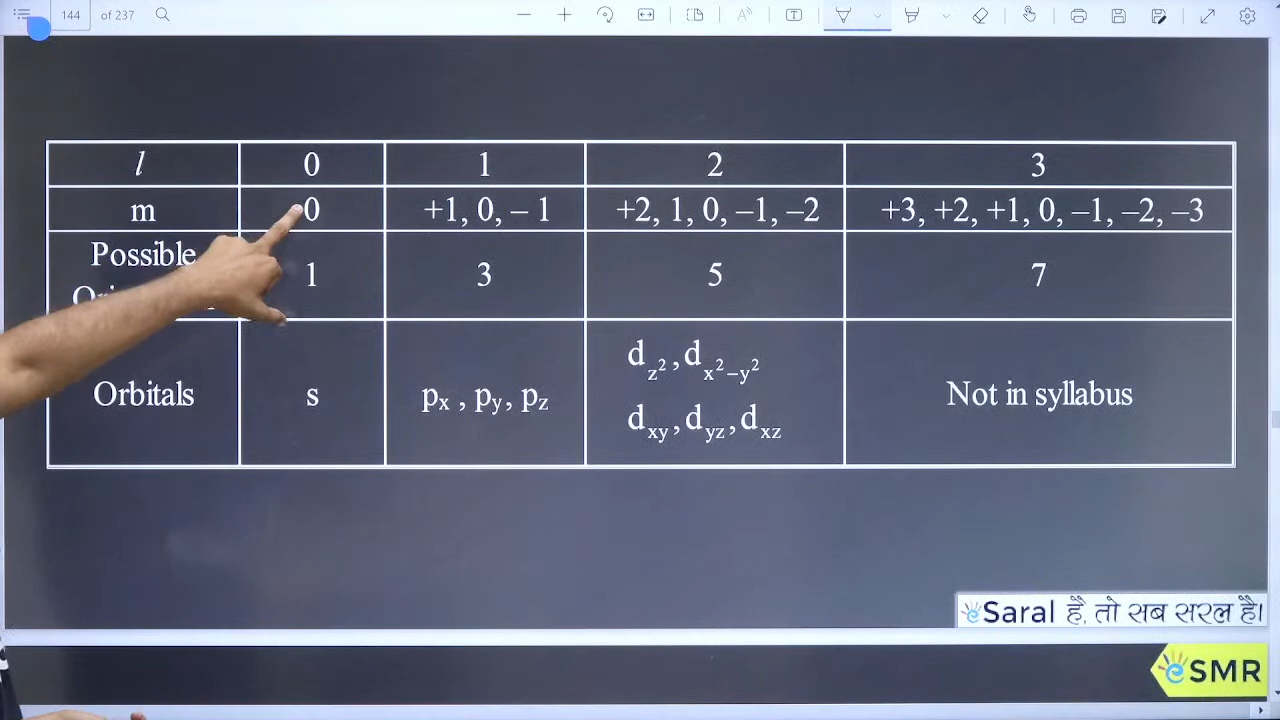 144 of 237
l 0 1 2 3
m 0 +1, 0, – 1 +2, 1, 0, –1, –2 +3, +2, +1, 0, –1, –2, –3
Possible
1 3 5 7
Orbitals s pₓ , p_y, p_z d_z², d_x²–y² Not in syllabus
d_xy, d_yz, d_xz
eSaral है, तो सब सरल है।
eSMR